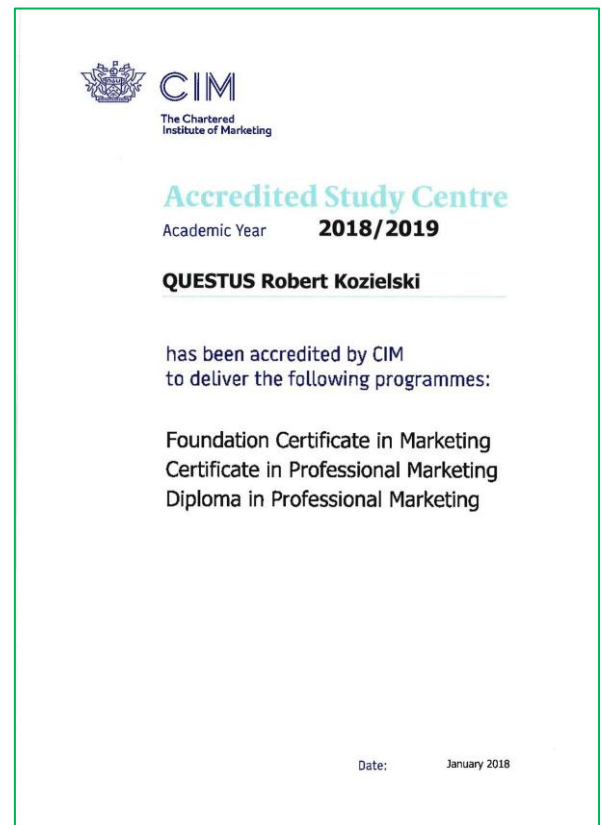 CIM
The Chartered
Institute of Marketing
Accredited Study Centre
Academic Year 2018/2019
QUESTUS Robert Kozielski
has been accredited by CIM
to deliver the following programmes:
Foundation Certificate in Marketing
Certificate in Professional Marketing
Diploma in Professional Marketing
Date: January 2018